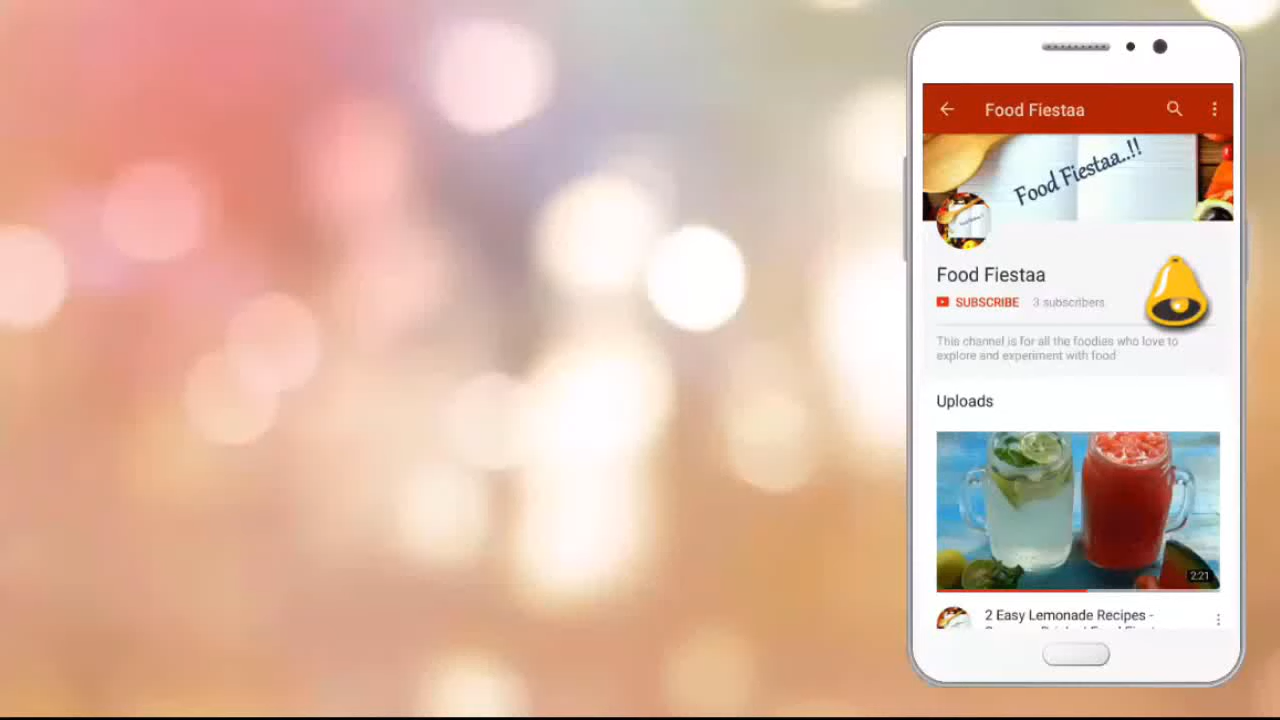 Food Fiestaa
Food Fiestaa..!!
Food Fiestaa
SUBSCRIBE 3 subscribers
This channel is for all the foodies who love to
explore and experiment with food
Uploads
2:21
2 Easy Lemonade Recipes -